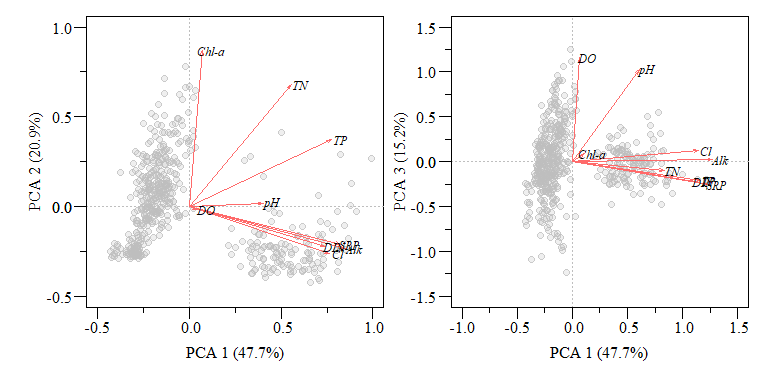 1.0
0.5
0.0
-0.5
PCA 2 (20.9%)
Chl-a
TN
TP
pH
DO
SRP
Alk
Cl
-0.5 0.0 0.5 1.0
PCA 1 (47.7%)
1.5
1.0
0.5
0.0
-0.5
-1.0
-1.5
PCA 3 (15.2%)
DO
pH
Cl
Chl-a
Alk
TN
SRP
-1.0 -0.5 0.0 0.5 1.0 1.5
PCA 1 (47.7%)